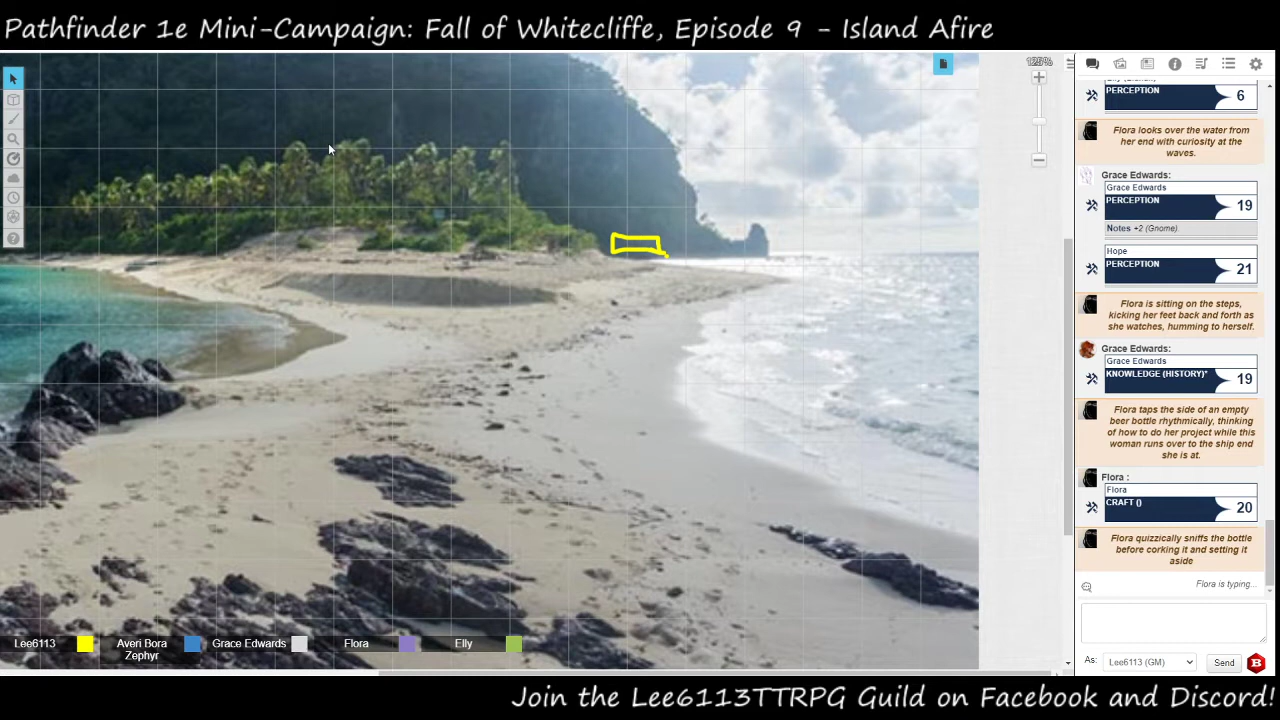 Pathfinder 1e Mini-Campaign: Fall of Whitecliffe, Episode 9 - Island Afire
PERCEPTION
6
Flora looks over the water from
her end with curiosity at the
waves.
Grace Edwards:
Grace Edwards
PERCEPTION
19
Notes +2 (Gnome)
Hope
PERCEPTION
21
Flora is sitting on the steps,
kicking her feet back and forth as
she watches, humming to herself.
Grace Edwards:
Grace Edwards
KNOWLEDGE (HISTORY)*
19
Flora taps the side of an empty
beer bottle rhythmically, thinking
of how to do her project while this
woman runs over to the ship end
she is at.
Flora :
Flora
CRAFT ()
20
Flora quizzically sniffs the bottle
before corking it and setting it
aside
Flora is typing...
As:
Lee6113 (GM)
Send
Lee6113
Averi Bora
Zephyr
Grace Edwards
Flora
Elly
Join the Lee6113TTRPG Guild on Facebook and Discord!